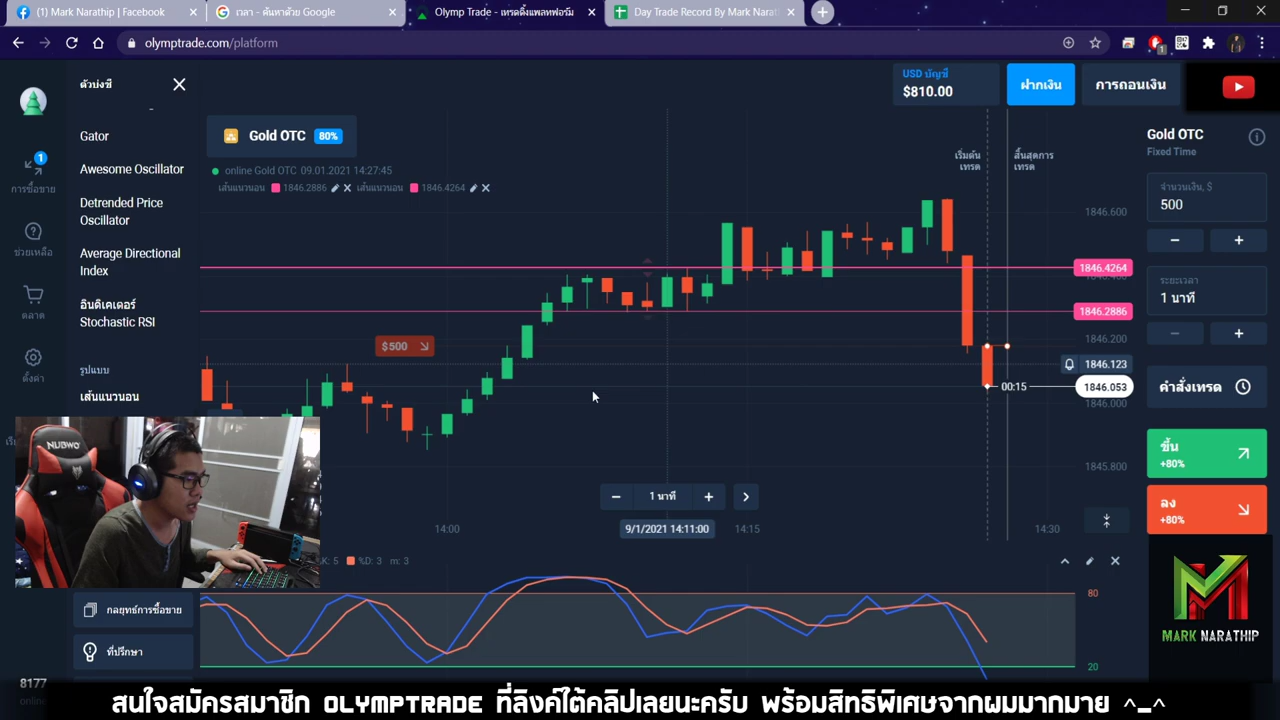 (1) Mark Narathip | Facebook
เวลา - ค้นหาด้วย Google
Olymp Trade - เทรดดิ้งแพลทฟอร์ม
Day Trade Record By Mark Narat
olymptrade.com/platform
1
ตัวบ่งชี้
USD บัญชี
$810.00
ฝากเงิน
การถอนเงิน
1
การซื้อขาย
ช่วยเหลือ
ตลาด
ตั้งค่า
Gator
Awesome Oscillator
Detrended Price
Oscillator
Average Directional
Index
อินดิเคเตอร์
Stochastic RSI
รูปแบบ
เส้นแนวนอน
Gold OTC 80%
online Gold OTC 09.01.2021 14:27:45
เส้นแนวนอน 1846.2886 เส้นแนวนอน 1846.4264
เริ่มต้น
เทรด
สิ้นสุดการ
เทรด
1846.600
1846.4264
1846.2886
1846.200
$500
1846.123
00:15
1846.053
1846.000
1845.800
1 นาที
14:00
9/1/2021 14:11:00
14:15
14:30
K: 5 %D: 3 m: 3
80
20
Gold OTC
Fixed Time
จำนวนเงิน, $
500
ระยะเวลา
1 นาที
คำสั่งเทรด
ขึ้น
+80%
ลง
+80%
NUBWO
MARK NARATHIP
กลยุทธ์การซื้อขาย
ที่ปรึกษา
8177
online
สนใจสมัครสมาชิก OLYMPTRADE ที่ลิงค์ใต้คลิปเลยนะครับ พร้อมสิทธิพิเศษจากผมมากมาย ^_^